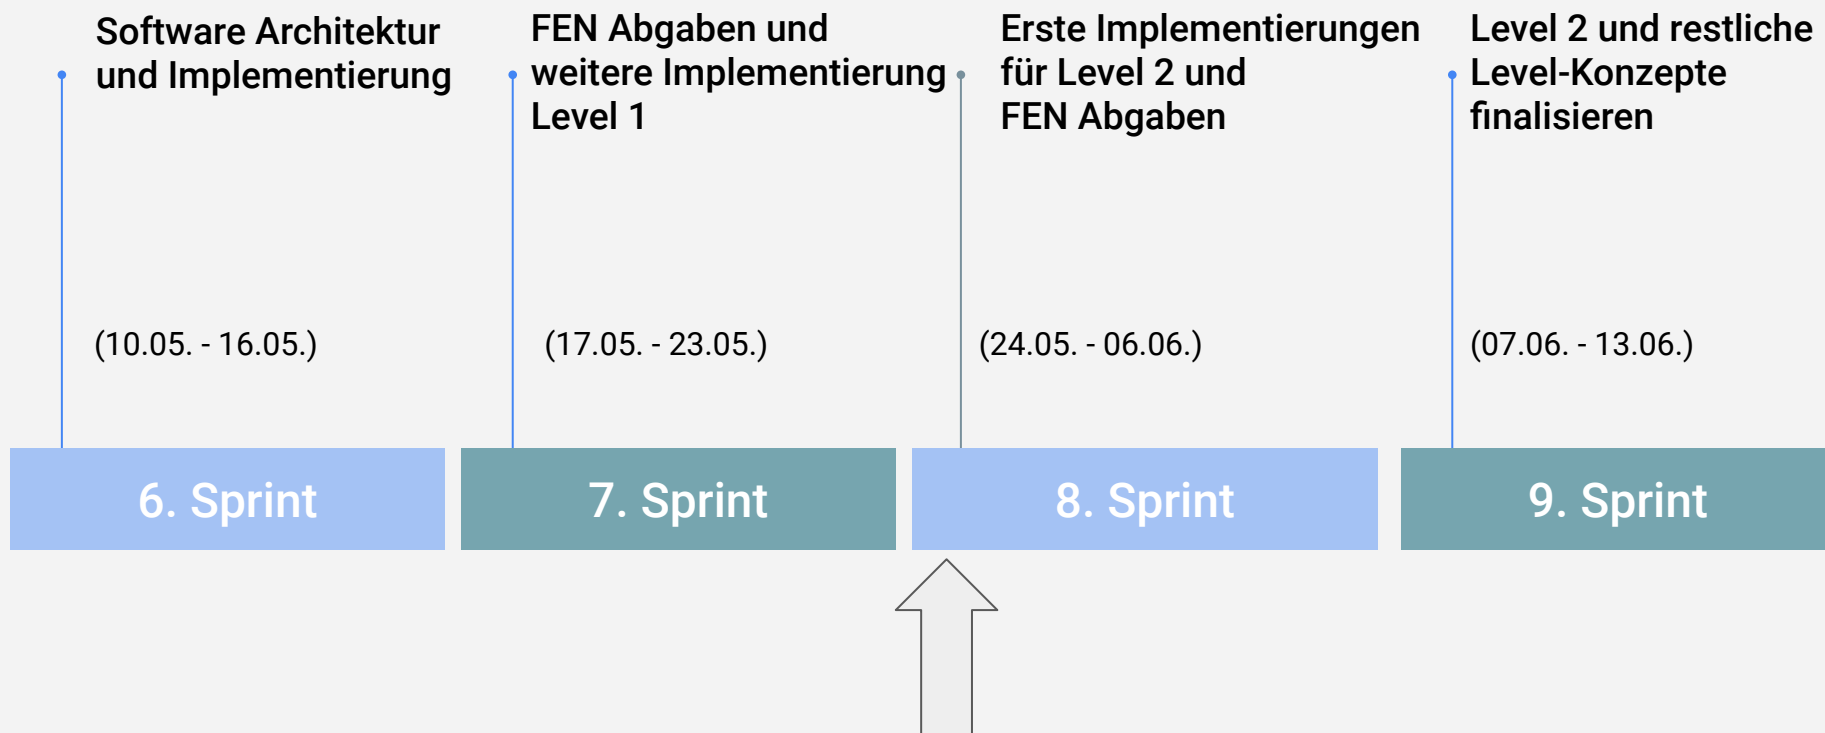 Software Architektur
und Implementierung
FEN Abgaben und
weitere Implementierung
Level 1
Erste Implementierungen
für Level 2 und
FEN Abgaben
Level 2 und restliche
Level-Konzepte
finalisieren
(10.05. - 16.05.)
(17.05. - 23.05.)
(24.05. - 06.06.)
(07.06. - 13.06.)
6. Sprint
7. Sprint
8. Sprint
9. Sprint